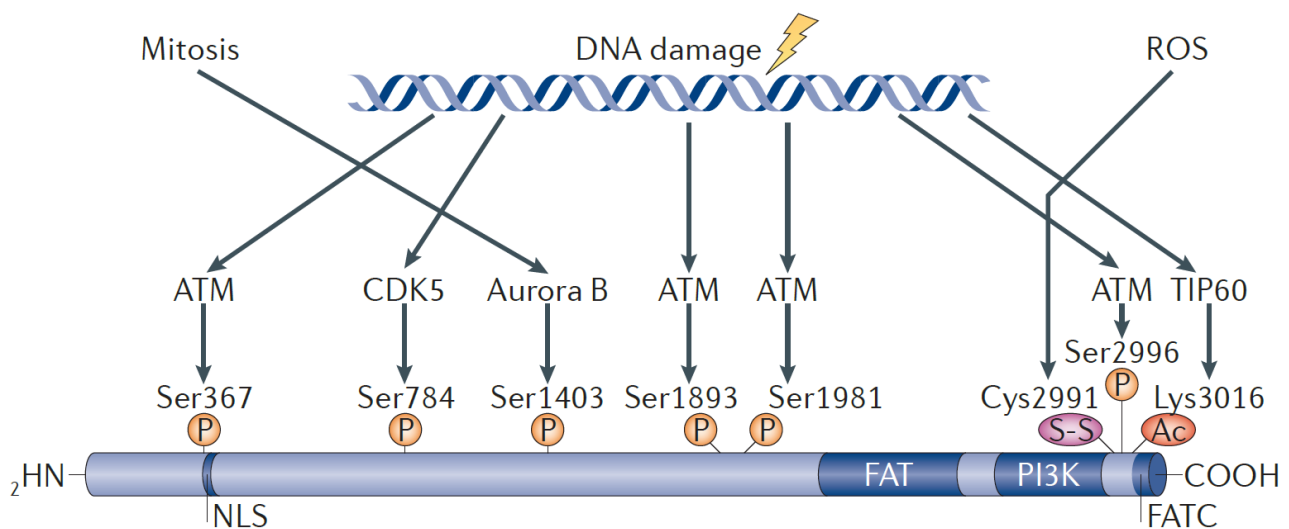 Mitosis DNA damage ROS
ATM CDK5 Aurora B ATM ATM ATM TIP60
Ser2996
P
Ser367 Ser784 Ser1403 Ser1893 Ser1981 Cys2991 Lys3016
P P P P P S-S Ac
₂HN FAT PI3K COOH
NLS FATC